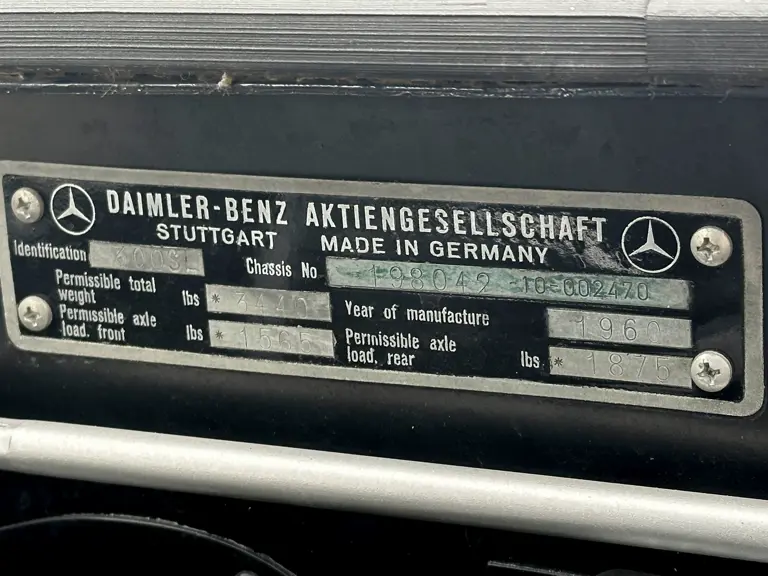 DAIMLER-BENZ AKTIENGESELLSCHAFT
STUTTGART MADE IN GERMANY
Identification 300SL Chassis No. 198042-10-002470
Permissible total weight lbs *3440 Year of manufacture 1960
Permissible axle load, front lbs *1565 Permissible axle load, rear lbs *1875